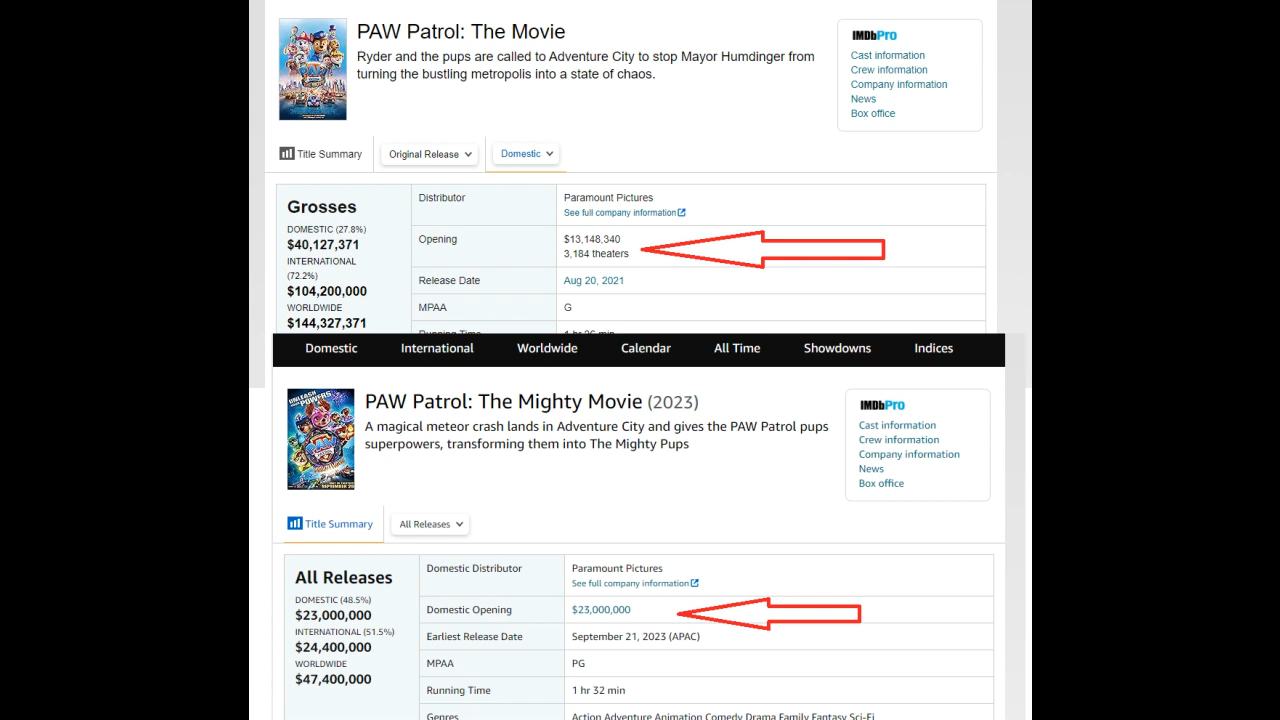 PAW Patrol: The Movie
Ryder and the pups are called to Adventure City to stop Mayor Humdinger from
turning the bustling metropolis into a state of chaos.
IMDbPro
Cast information
Crew information
Company information
News
Box office
Title Summary
Original Release
Domestic
Grosses
DOMESTIC (27.8%)
$40,127,371
INTERNATIONAL
(72.2%)
$104,200,000
WORLDWIDE
$144,327,371
Distributor
Paramount Pictures
See full company information
Opening
$13,148,340
3,184 theaters
Release Date
Aug 20, 2021
MPAA
G
Running Time
1 hr 26 min
Domestic International Worldwide Calendar All Time Showdowns Indices
PAW Patrol: The Mighty Movie (2023)
A magical meteor crash lands in Adventure City and gives the PAW Patrol pups
superpowers, transforming them into The Mighty Pups
IMDbPro
Cast information
Crew information
Company information
News
Box office
Title Summary
All Releases
All Releases
DOMESTIC (48.5%)
$23,000,000
INTERNATIONAL (51.5%)
$24,400,000
WORLDWIDE
$47,400,000
Domestic Distributor
Paramount Pictures
See full company information
Domestic Opening
$23,000,000
Earliest Release Date
September 21, 2023 (APAC)
MPAA
PG
Running Time
1 hr 32 min
Genres
Action Adventure Animation Comedy Drama Family Fantasy Sci-Fi